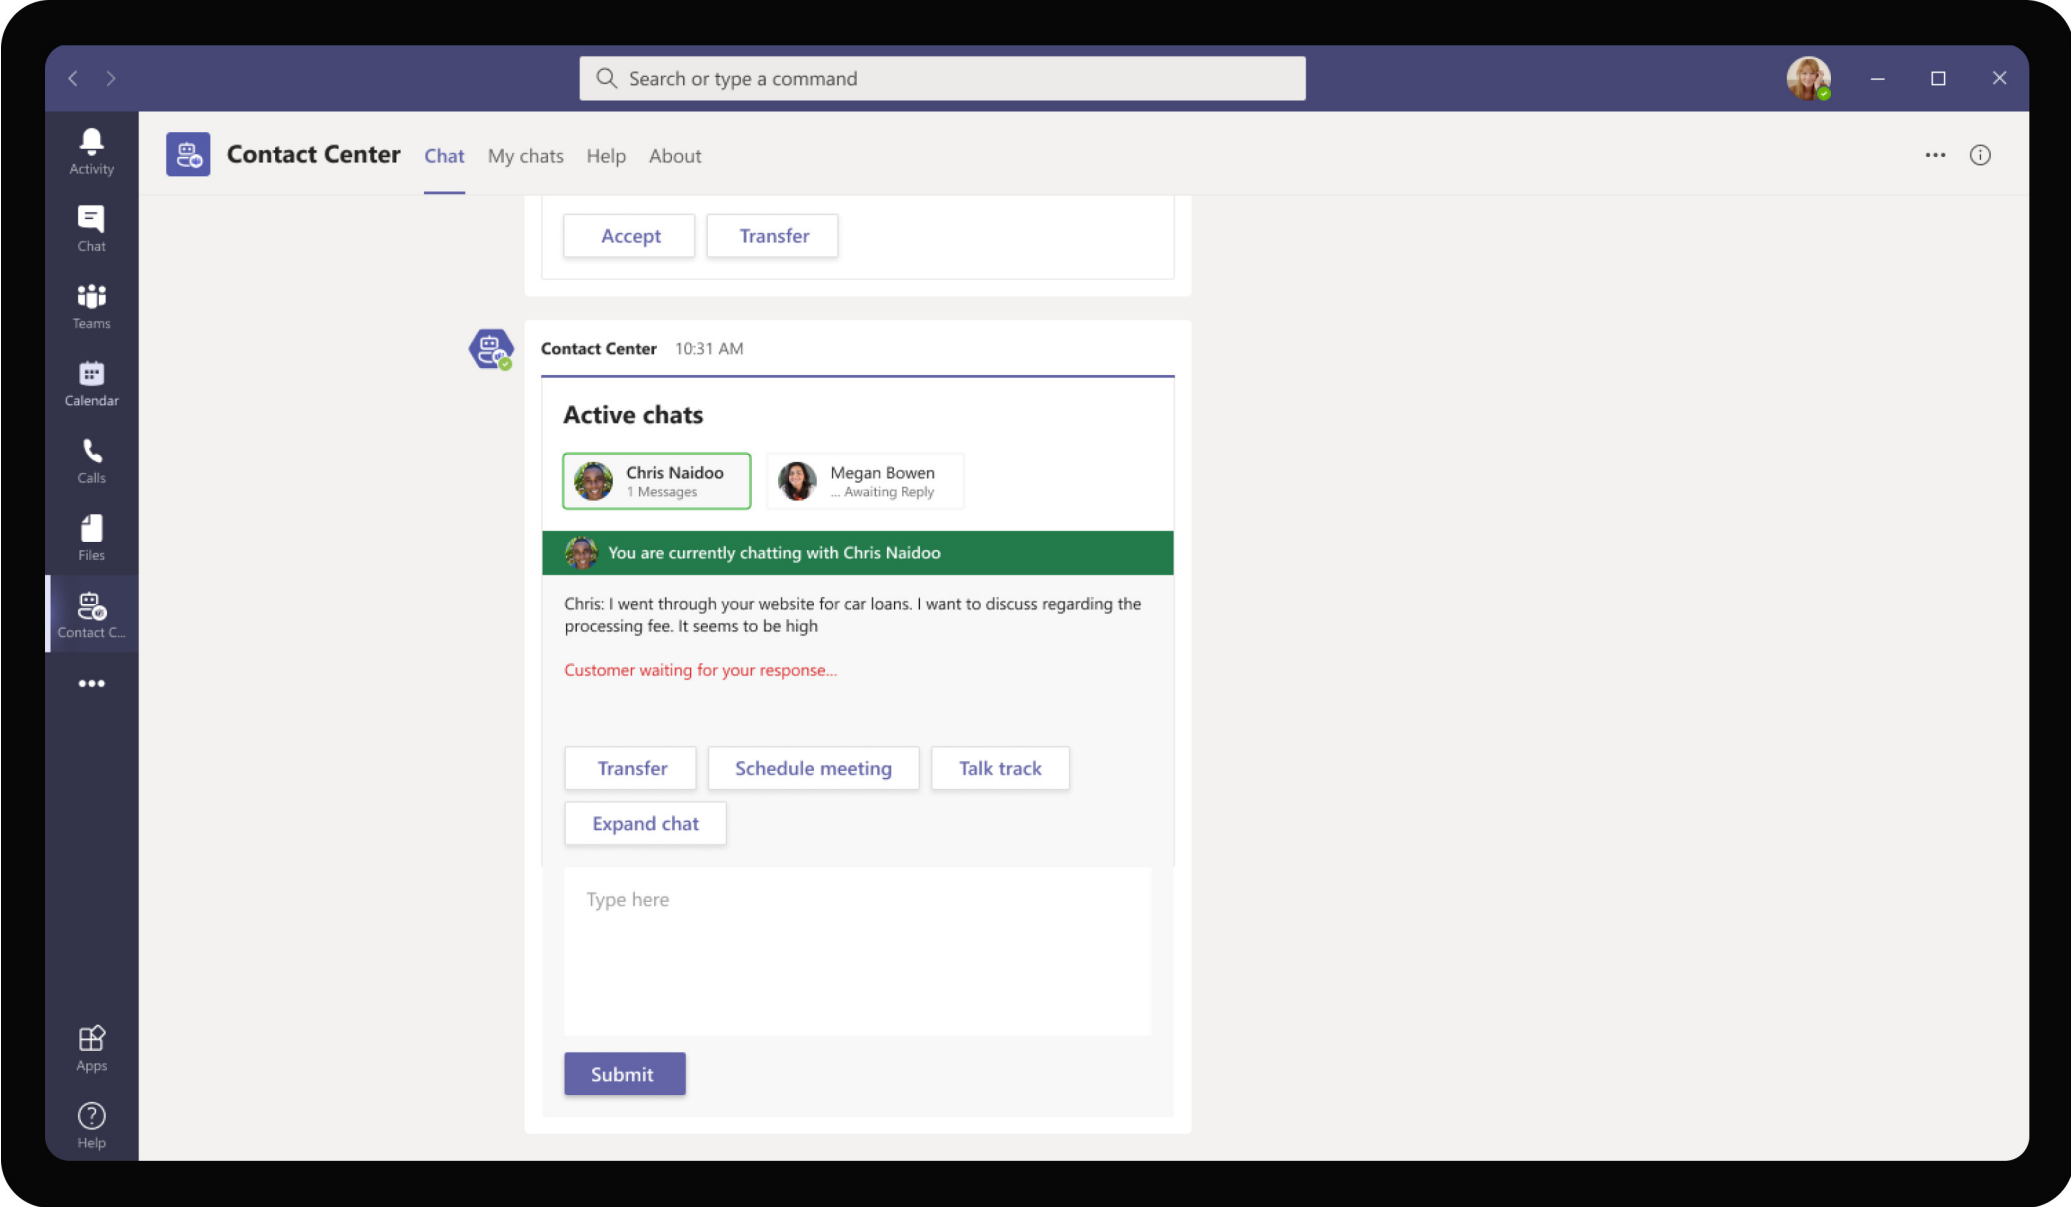 Search or type a command
Activity
Chat
Teams
Calendar
Calls
Files
Contact C...
Apps
Help
Contact Center
Chat
My chats
Help
About
Accept
Transfer
Contact Center 10:31 AM
Active chats
Chris Naidoo
1 Messages
Megan Bowen
... Awaiting Reply
You are currently chatting with Chris Naidoo
Chris: I went through your website for car loans. I want to discuss regarding the
processing fee. It seems to be high
Customer waiting for your response...
Transfer
Schedule meeting
Talk track
Expand chat
Type here
Submit